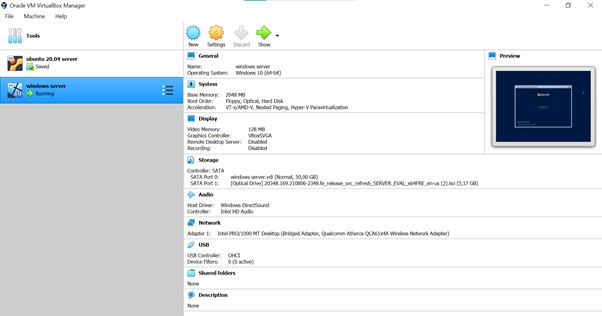 Oracle VM VirtualBox Manager
File Machine Help
Tools
New Settings Discard Show
ubuntu 20.04 server
Saved
windows server
Running
General
Name: windows server
Operating System: Windows 10 (64-bit)
System
Base Memory: 2048 MB
Boot Order: Floppy, Optical, Hard Disk
Acceleration: VT-x/AMD-V, Nested Paging, Hyper-V Paravirtualization
Display
Video Memory: 128 MB
Graphics Controller: VBoxSVGA
Remote Desktop Server: Disabled
Recording: Disabled
Storage
Controller: SATA
SATA Port 0: windows server.vdi (Normal, 50,00 GB)
SATA Port 1: [Optical Drive] 20348.169.210806-2348.fe_release_svc_refresh_SERVER_EVAL_x64FRE_en-us (2).iso (5,17 GB)
Audio
Host Driver: Windows DirectSound
Controller: Intel HD Audio
Network
Adapter 1: Intel PRO/1000 MT Desktop (Bridged Adapter, Qualcomm Atheros QCA61x4A Wireless Network Adapter)
USB
USB Controller: OHCI
Device Filters: 0 (0 active)
Shared folders
None
Description
None
Preview